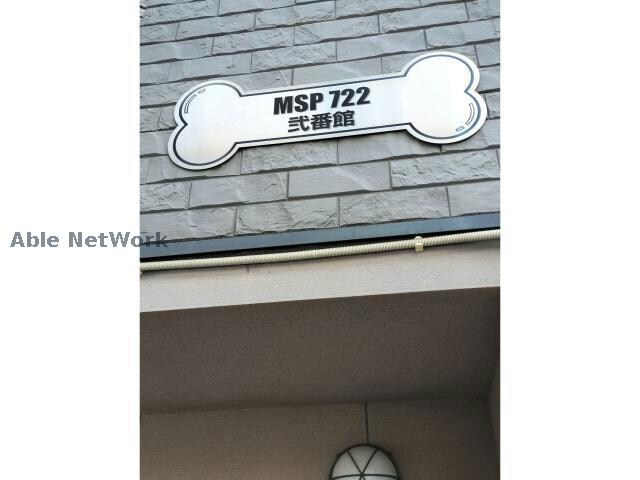 MSP 722
弐番館
Able NetWork